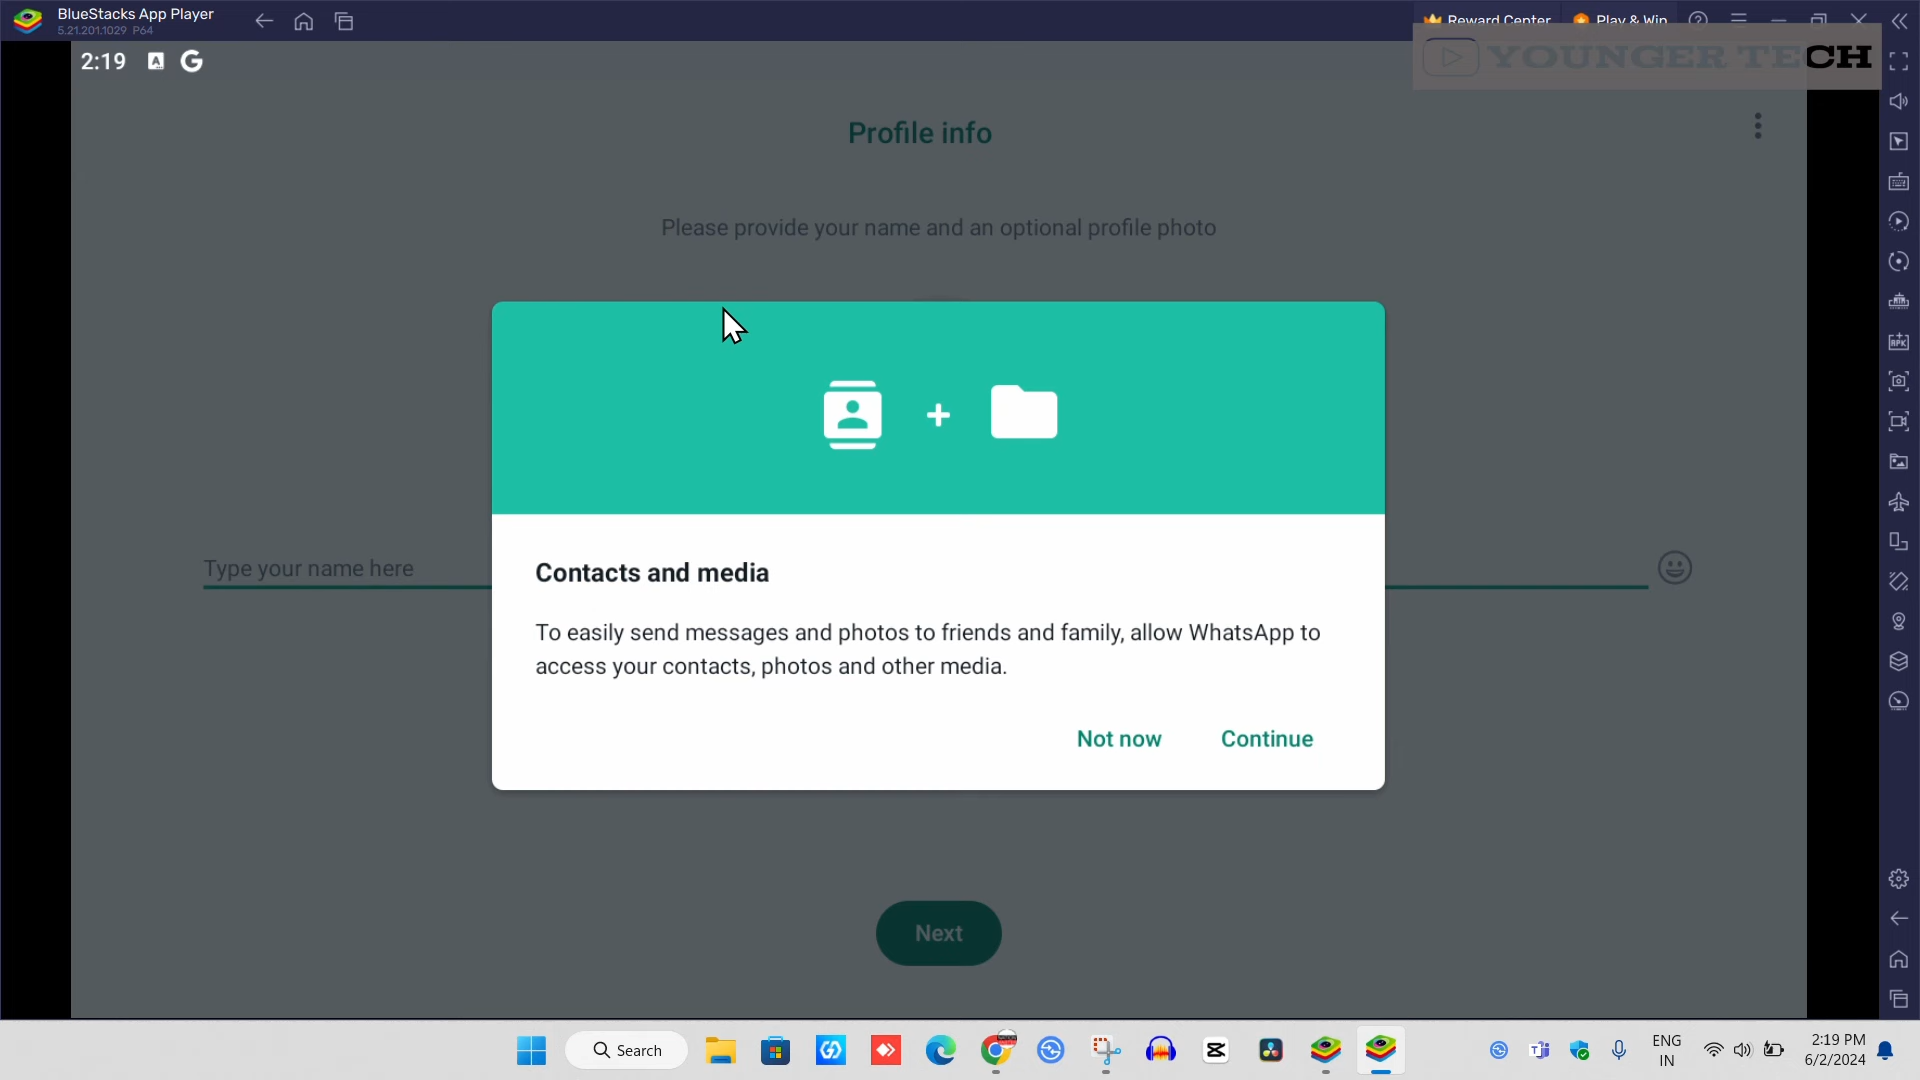 BlueStacks App Player
5.21.201.1029 P64
Reward Center
Play & Win
YOUNGER TECH
2:19
Profile info
Please provide your name and an optional profile photo
Type your name here
Contacts and media
To easily send messages and photos to friends and family, allow WhatsApp to
access your contacts, photos and other media.
Not now
Continue
Next
Search
ENG
IN
2:19 PM
6/2/2024